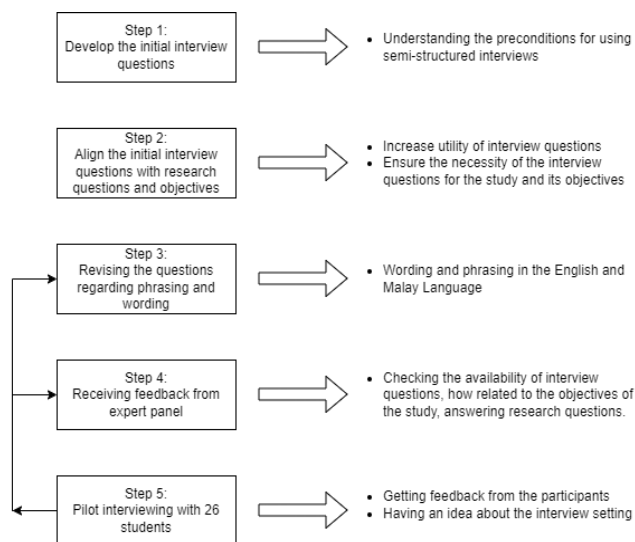 Step 1:
Develop the initial interview
questions
• Understanding the preconditions for using
semi-structured interviews
Step 2:
Align the initial interview
questions with research
questions and objectives
• Increase utility of interview questions
• Ensure the necessity of the interview
questions for the study and its objectives
Step 3:
Revising the questions
regarding phrasing and
wording
• Wording and phrasing in the English and
Malay Language
Step 4:
Receiving feedback from
expert panel
• Checking the availability of interview
questions, how related to the objectives of
the study, answering research questions.
Step 5:
Pilot interviewing with 26
students
• Getting feedback from the participants
• Having an idea about the interview setting